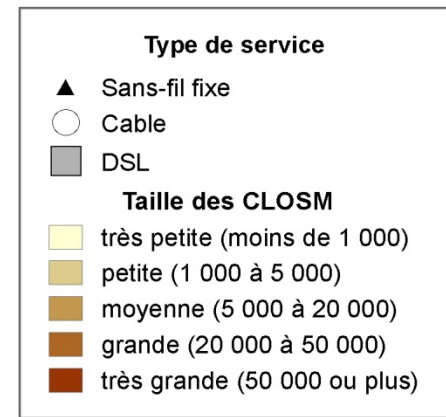 Type de service
Sans-fil fixe
Cable
DSL
Taille des CLOSM
très petite (moins de 1 000)
petite (1 000 à 5 000)
moyenne (5 000 à 20 000)
grande (20 000 à 50 000)
très grande (50 000 ou plus)